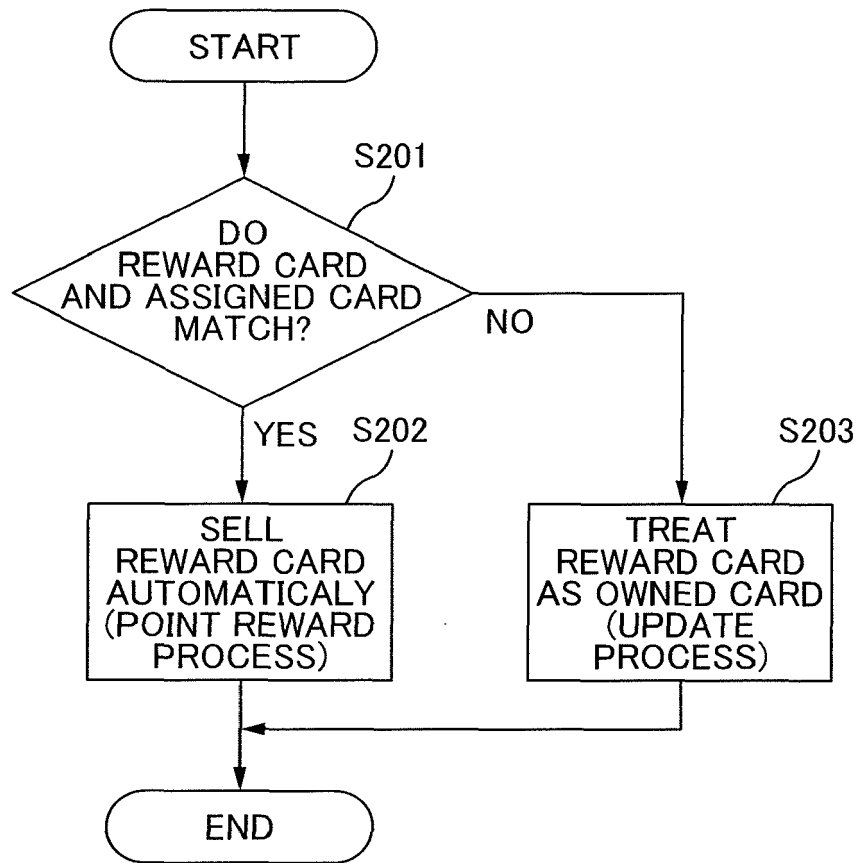 START
S201
DO
REWARD CARD
AND ASSIGNED CARD
MATCH?
NO
YES
S202
SELL
REWARD CARD
AUTOMATICALY
(POINT REWARD
PROCESS)
S203
TREAT
REWARD CARD
AS OWNED CARD
(UPDATE
PROCESS)
END